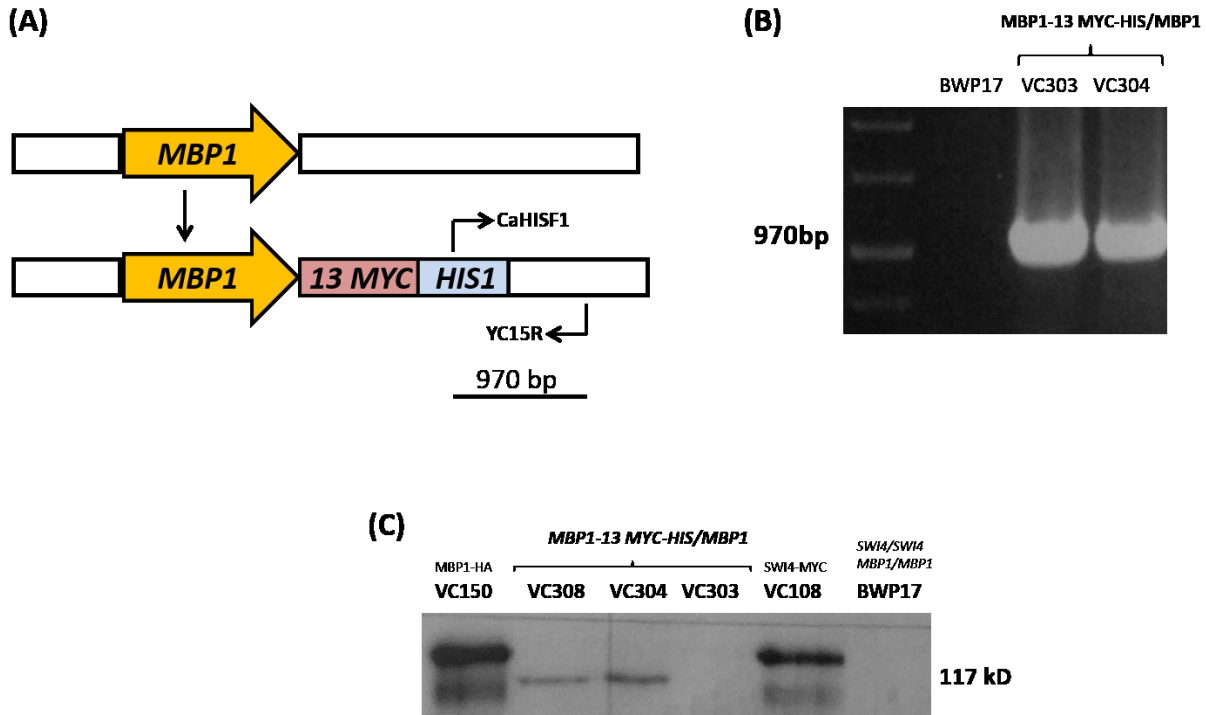 (A)
MBP1
MBP1
13 MYC
HIS1
CaHISF1
YC15R
970 bp
(B)
MBP1-13 MYC-HIS/MBP1
BWP17 VC303 VC304
970bp
(C)
MBP1-13 MYC-HIS/MBP1
SWI4/SWI4
MBP1-HA SWI4-MYC MBP1/MBP1
VC150 VC308 VC304 VC303 VC108 BWP17
117 kD